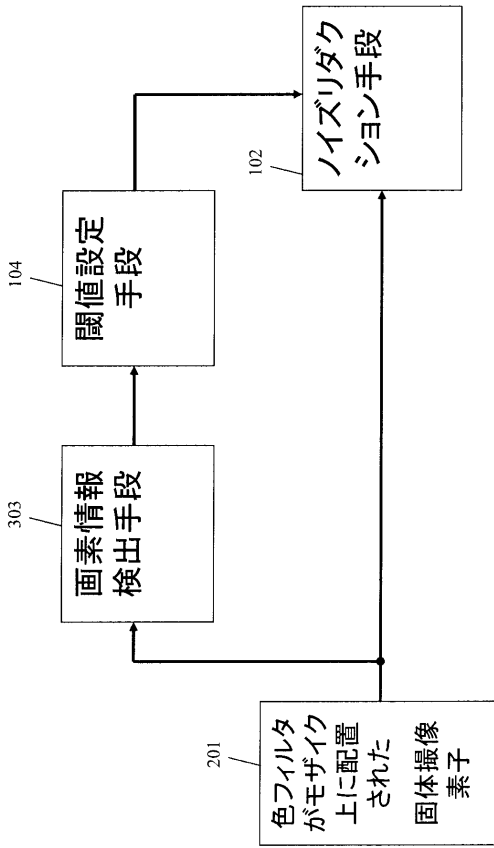 201
色フィルタ
がモザイク
上に配置
された
固体撮像
素子
303
画素情報
検出手段
104
閾値設定
手段
102
ノイズリダク
ション手段